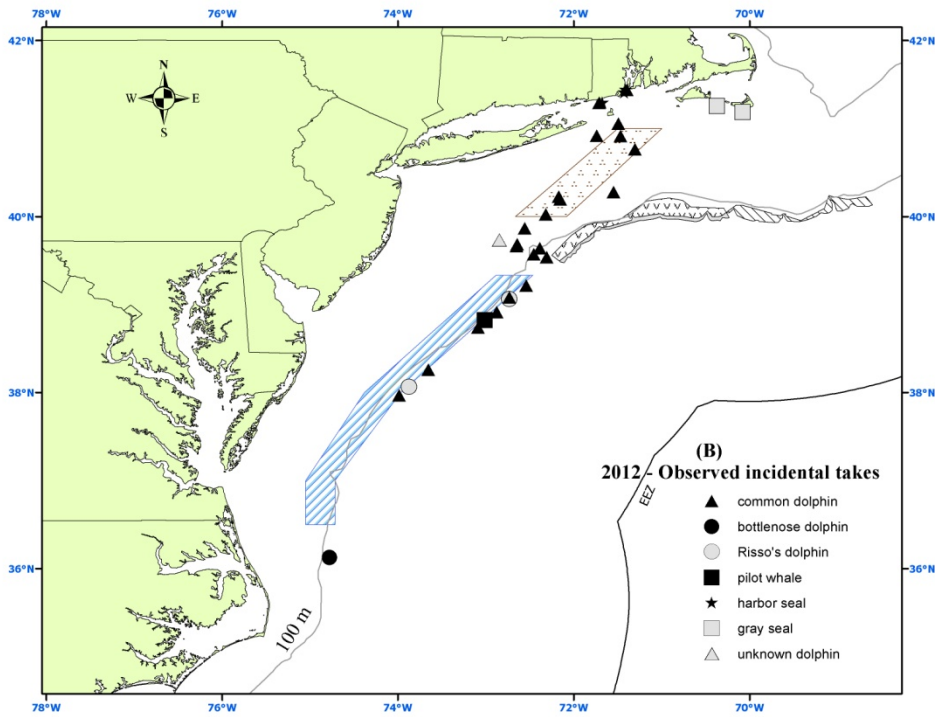 78°W 76°W 74°W 72°W 70°W
42°N 42°N
N
W E
S
40°N 40°N
38°N 38°N
(B)
2012 - Observed incidental takes
EEZ
common dolphin
bottlenose dolphin
36°N 36°N
Risso's dolphin
pilot whale
harbor seal
100 m
gray seal
unknown dolphin
78°W 76°W 74°W 72°W 70°W